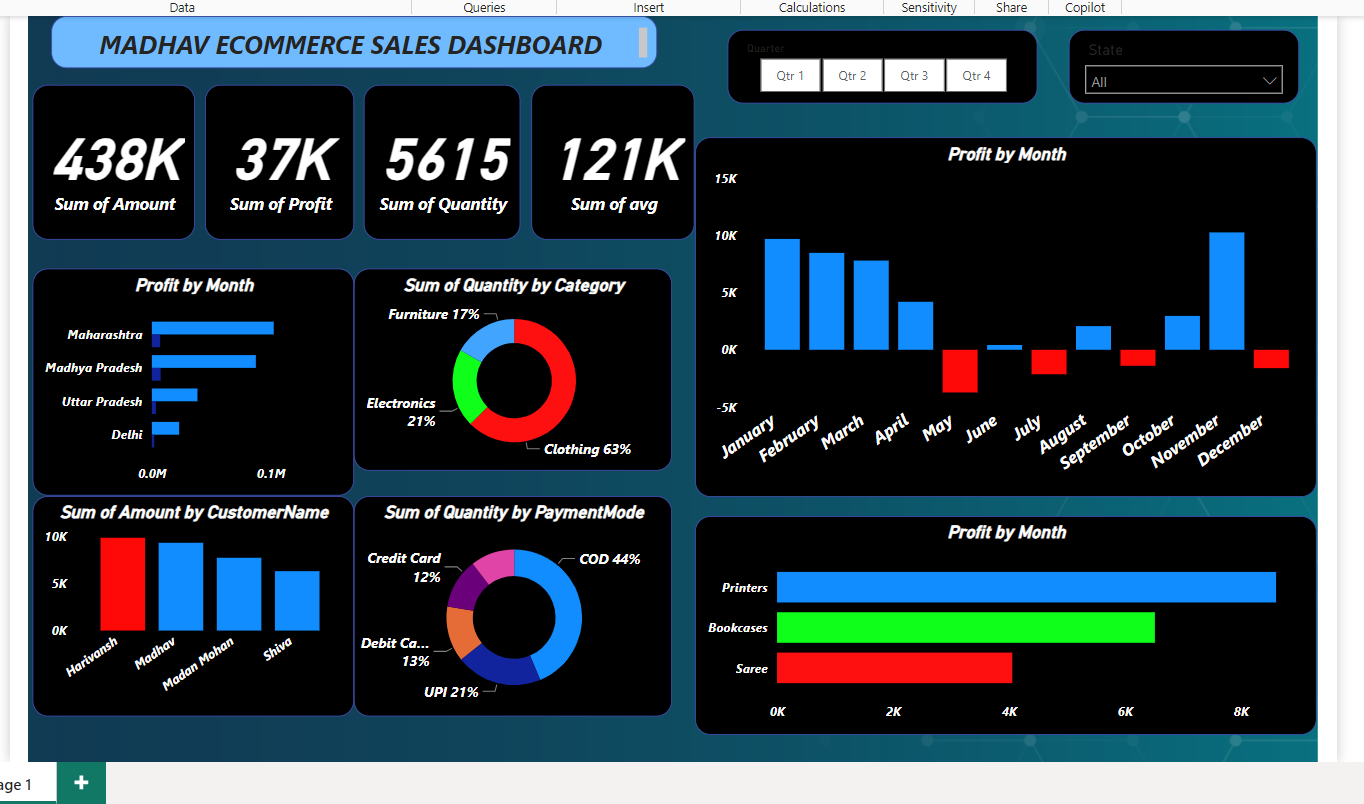 Data
Queries
Insert
Calculations
Sensitivity
Share
Copilot
MADHAV ECOMMERCE SALES DASHBOARD
Quarter
Qtr 1
Qtr 2
Qtr 3
Qtr 4
State
All
438K
Sum of Amount
37K
Sum of Profit
5615
Sum of Quantity
121K
Sum of avg
Profit by Month
15K
10K
5K
0K
-5K
January
February
March
April
May
June
July
August
September
October
November
December
Profit by Month
Maharashtra
Madhya Pradesh
Uttar Pradesh
Delhi
0.0M
0.1M
Sum of Quantity by Category
Furniture 17%
Electronics
21%
Clothing 63%
Sum of Amount by CustomerName
10K
5K
0K
Harivansh
Madhav
Madan Mohan
Shiva
Sum of Quantity by PaymentMode
Credit Card
12%
COD 44%
Debit Ca...
13%
UPI 21%
Profit by Month
Printers
Bookcases
Saree
0K
2K
4K
6K
8K
age 1
+